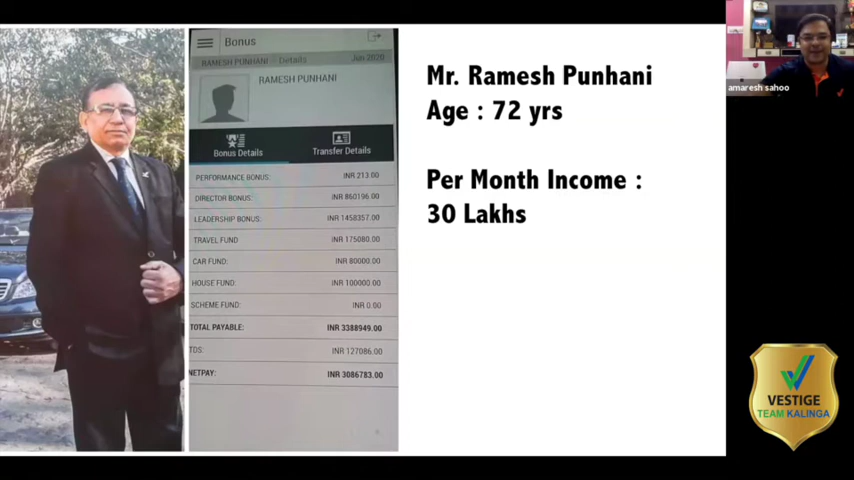 Bonus
RAMESH PUNHANI - Details
Jun 2020
RAMESH PUNHANI
Bonus Details
Transfer Details
PERFORMANCE BONUS: INR 213.00
DIRECTOR BONUS: INR 860196.00
LEADERSHIP BONUS: INR 1458357.00
TRAVEL FUND INR 175080.00
CAR FUND: INR 80000.00
HOUSE FUND: INR 100000.00
SCHEME FUND: INR 0.00
TOTAL PAYABLE: INR 3388949.00
TDS: INR 127086.00
NETPAY: INR 3086783.00
Mr. Ramesh Punhani
Age : 72 yrs
Per Month Income :
30 Lakhs
amaresh sahoo
VESTIGE
TEAM KALINGA